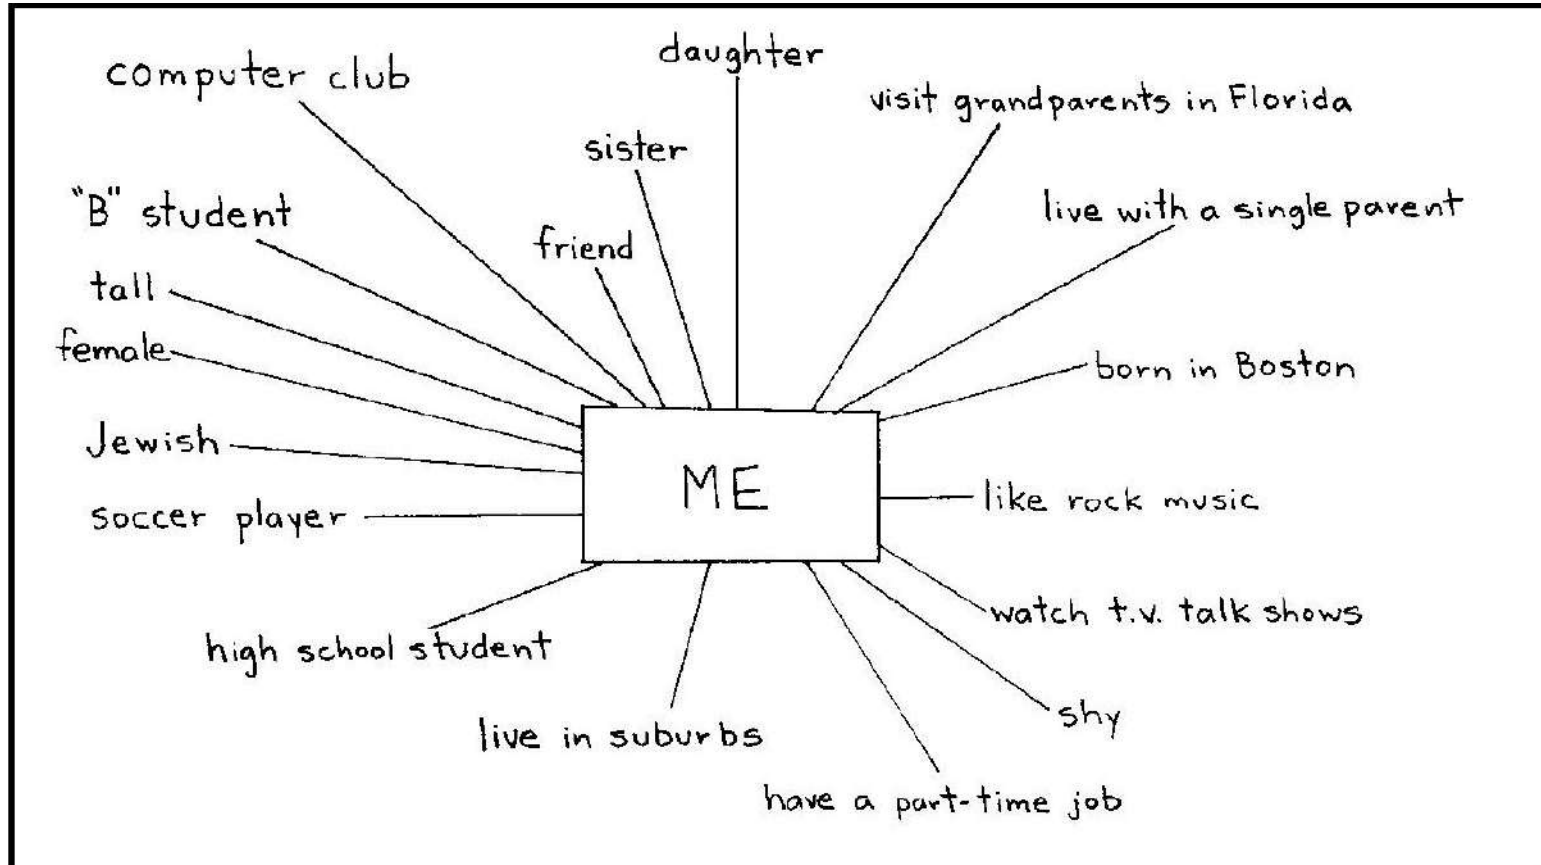 daughter
computer club
visit grandparents in Florida
sister
"B" student
live with a single parent
friend
tall
female
born in Boston
Jewish
ME
like rock music
soccer player
watch t.v. talk shows
high school student
shy
live in suburbs
have a part-time job